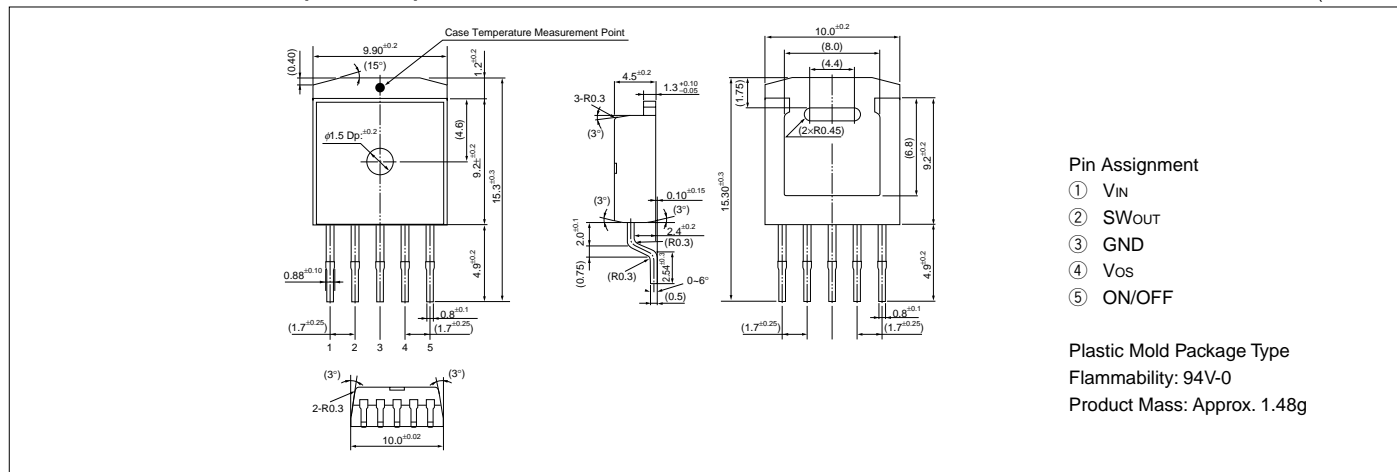 (
Case Temperature Measurement Point
9.90±0.2
(0.40)
(15°)
1.2±0.2
φ1.5 Dp:±0.2
(4.6)
9.2±0.2
15.3±0.3
4.9±0.2
0.88±0.10
0.8±0.1
(1.7±0.25)
(1.7±0.25)
1 2 3 4 5
(3°)
(3°)
2-R0.3
10.0±0.02
4.5±0.2
1.3+0.10 −0.05
3-R0.3
(3°)
0.10±0.15
(3°)
(3°)
2.0±0.1
2.4±0.2
(R0.3)
(0.75)
(R0.3)
2.54±0.3
0~6°
(0.5)
10.0±0.2
(8.0)
(4.4)
(1.75)
(2×R0.45)
(6.8)
9.2±0.2
15.30±0.3
4.9±0.2
0.8±0.1
(1.7±0.25)
(1.7±0.25)
Pin Assignment
① VIN
② SWOUT
③ GND
④ VOS
⑤ ON/OFF
Plastic Mold Package Type
Flammability: 94V-0
Product Mass: Approx. 1.48g